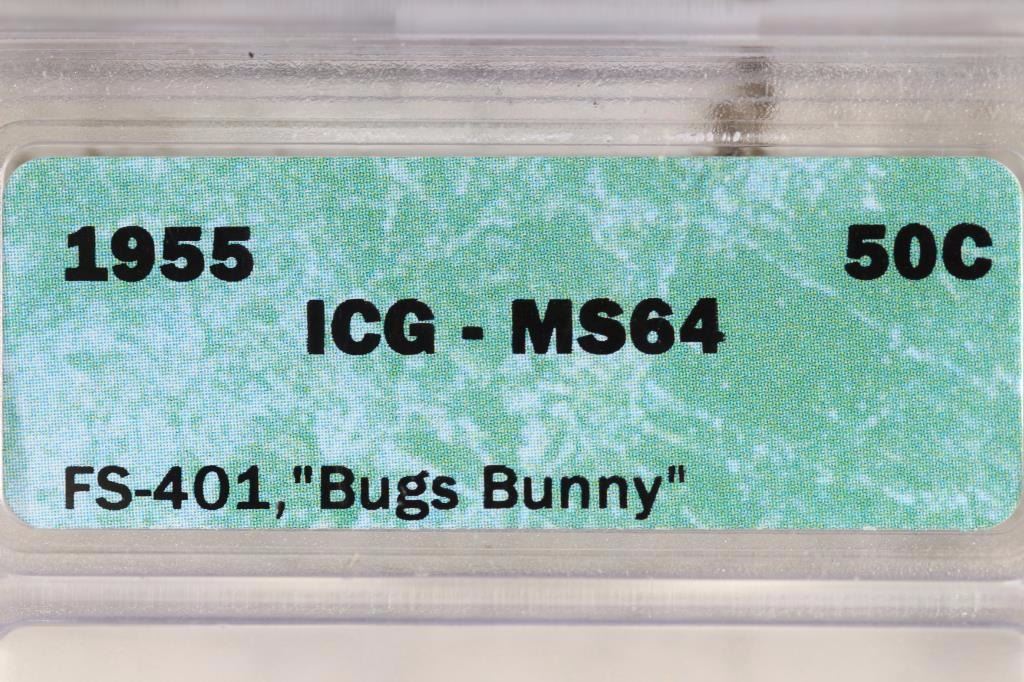 1955 50C
ICG - MS64
FS-401,"Bugs Bunny"